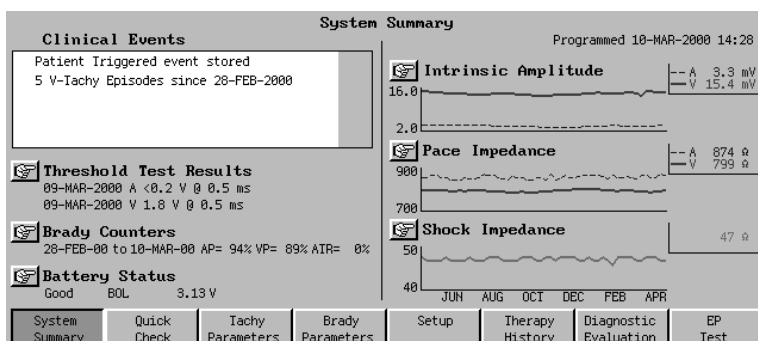 System Summary
Clinical Events
Programmed 10-MAR-2000 14:28
Patient Triggered event stored
5 V-Tachy Episodes since 28-FEB-2000
Threshold Test Results
09-MAR-2000 A <0.2 V @ 0.5 ms
09-MAR-2000 V 1.8 V @ 0.5 ms
Brady Counters
28-FEB-00 to 10-MAR-00 AP= 94% VP= 89% ATR= 0%
Battery Status
Good BOL 3.13 V
Intrinsic Amplitude
-- A 3.3 mV
— V 15.4 mV
16.0
2.0
Pace Impedance
-- A 874 Ω
— V 799 Ω
900
700
Shock Impedance
47 Ω
50
40
JUN AUG OCT DEC FEB APR
System Summary
Quick Check
Tachy Parameters
Brady Parameters
Setup
Therapy History
Diagnostic Evaluation
EP Test